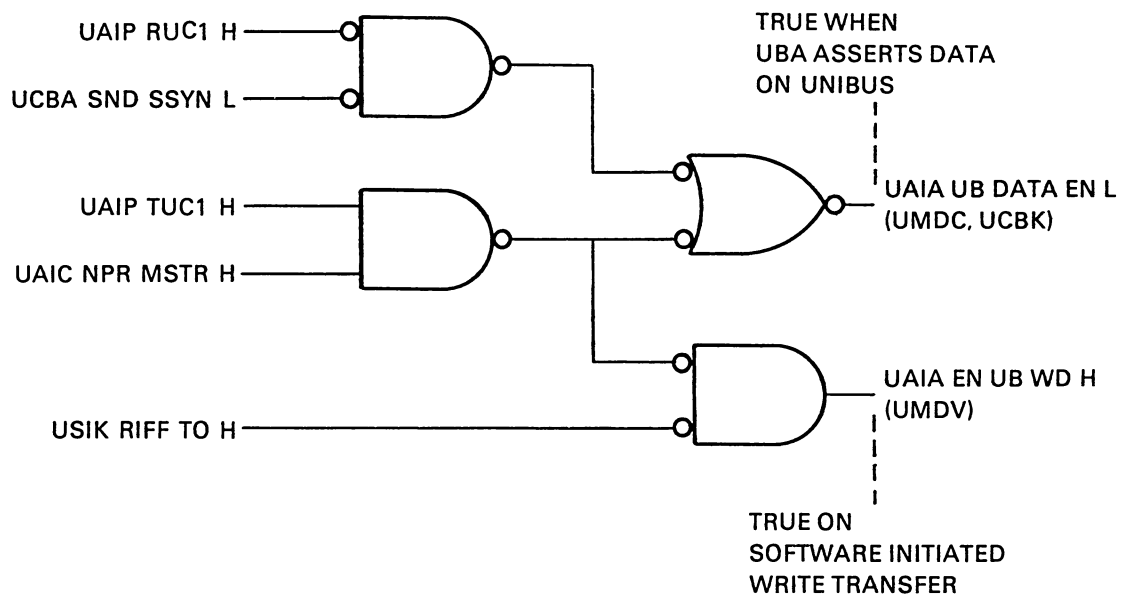 UAIP RUC1 H
UCBA SND SSYN L
UAIP TUC1 H
UAIC NPR MSTR H
USIK RIFF TO H
TRUE WHEN
UBA ASSERTS DATA
ON UNIBUS
UAIA UB DATA EN L
(UMDC, UCBK)
UAIA EN UB WD H
(UMDV)
TRUE ON
SOFTWARE INITIATED
WRITE TRANSFER